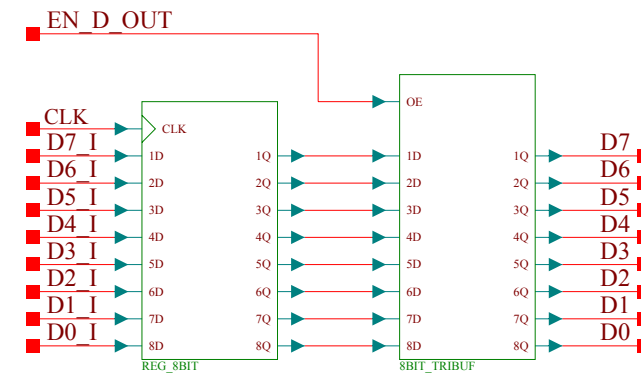 EN_D_OUT
OE
CLK
CLK
D7_I 1D 1Q 1D 1Q D7
D6_I 2D 2Q 2D 2Q D6
D5_I 3D 3Q 3D 3Q D5
D4_I 4D 4Q 4D 4Q D4
D3_I 5D 5Q 5D 5Q D3
D2_I 6D 6Q 6D 6Q D2
D1_I 7D 7Q 7D 7Q D1
D0_I 8D 8Q 8D 8Q D0
REG_8BIT 8BIT_TRIBUF